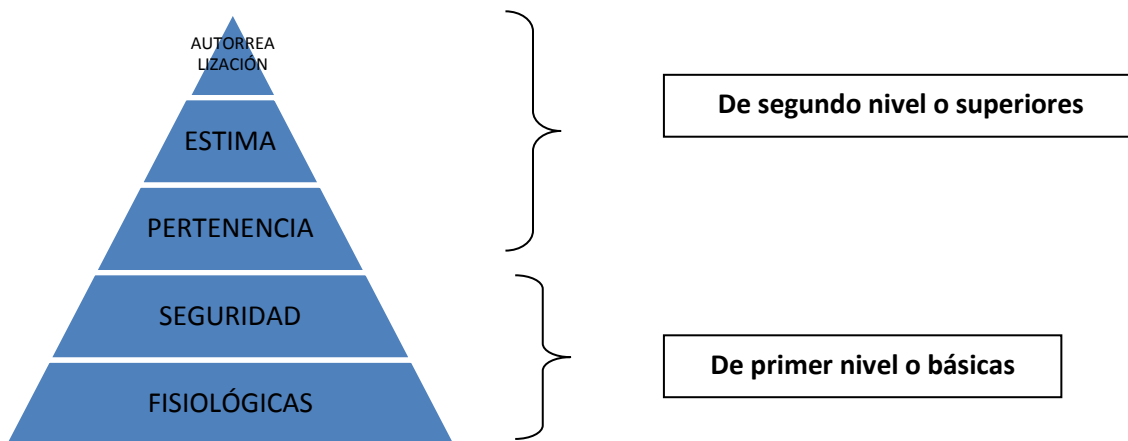 AUTORREA
LIZACIÓN
De segundo nivel o superiores
ESTIMA
PERTENENCIA
SEGURIDAD
De primer nivel o básicas
FISIOLÓGICAS